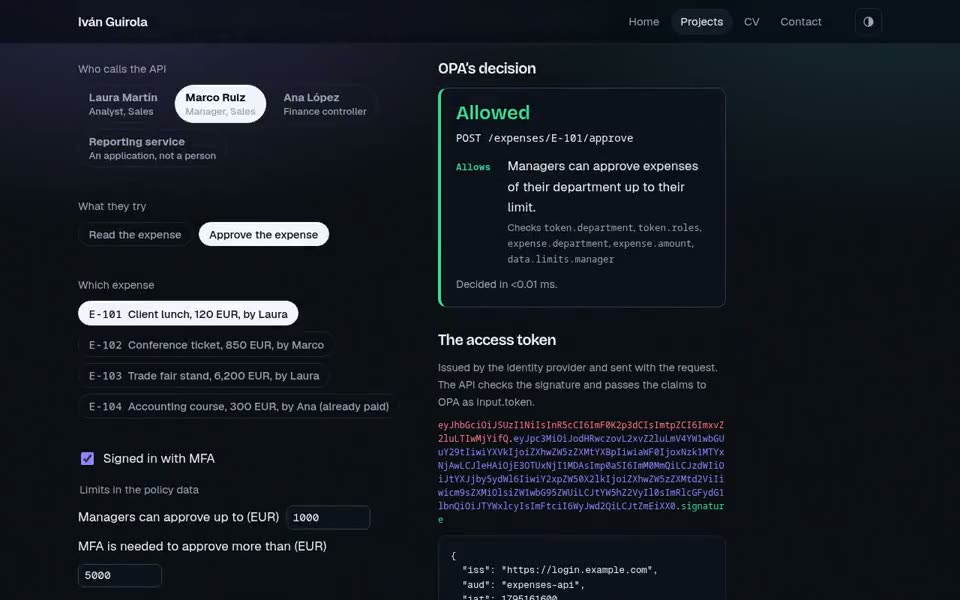 Iván Guirola
Home Projects CV Contact
Who calls the API
Laura Martín
Analyst, Sales
Marco Ruiz
Manager, Sales
Ana López
Finance controller
Reporting service
An application, not a person
What they try
Read the expense
Approve the expense
Which expense
E-101 Client lunch, 120 EUR, by Laura
E-102 Conference ticket, 850 EUR, by Marco
E-103 Trade fair stand, 6,200 EUR, by Laura
E-104 Accounting course, 300 EUR, by Ana (already paid)
Signed in with MFA
Limits in the policy data
Managers can approve up to (EUR) 1000
MFA is needed to approve more than (EUR)
5000
OPA's decision
Allowed
POST /expenses/E-101/approve
Allows
Managers can approve expenses
of their department up to their
limit.
Checks token.department, token.roles,
expense.department, expense.amount,
data.limits.manager
Decided in <0.01 ms.
The access token
Issued by the identity provider and sent with the request.
The API checks the signature and passes the claims to
OPA as input.token.
.signatur
e
{
"iss": "https://login.example.com",
"aud": "expenses-api",
"iat": 1795161600,